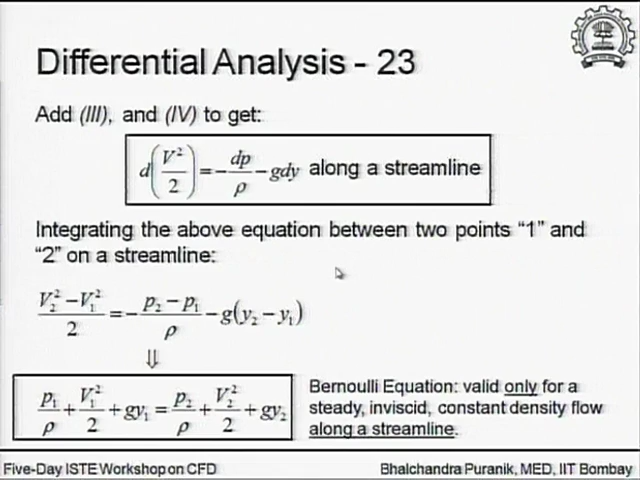 Differential Analysis - 23
Add (III), and (IV) to get:
d(V²/2) = -dp/ρ - gdy along a streamline
Integrating the above equation between two points “1” and
“2” on a streamline:
(V₂² - V₁²)/2 = -(p₂ - p₁)/ρ - g(y₂ - y₁)
⇓
p₁/ρ + V₁²/2 + gy₁ = p₂/ρ + V₂²/2 + gy₂
Bernoulli Equation: valid only for a
steady, inviscid, constant density flow
along a streamline.
Five-Day ISTE Workshop on CFD
Bhalchandra Puranik, MED, IIT Bombay